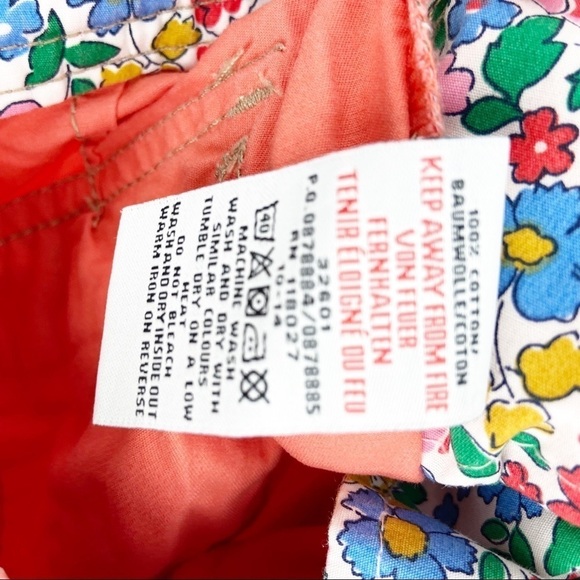 100% COTTON/
BAUMWOLLE/COTON
KEEP AWAY FROM FIRE
VON FEUER
FERNHALTEN
TENIR ÉLOIGNÉ DU FEU
32601
P.O. 0878884/0878885
RN 118027
10-14
40
MACHINE WASH
WASH AND DRY WITH
SIMILAR COLOURS
TUMBLE DRY ON A LOW
HEAT
DO NOT BLEACH
WASH AND DRY INSIDE OUT
WARM IRON ON REVERSE